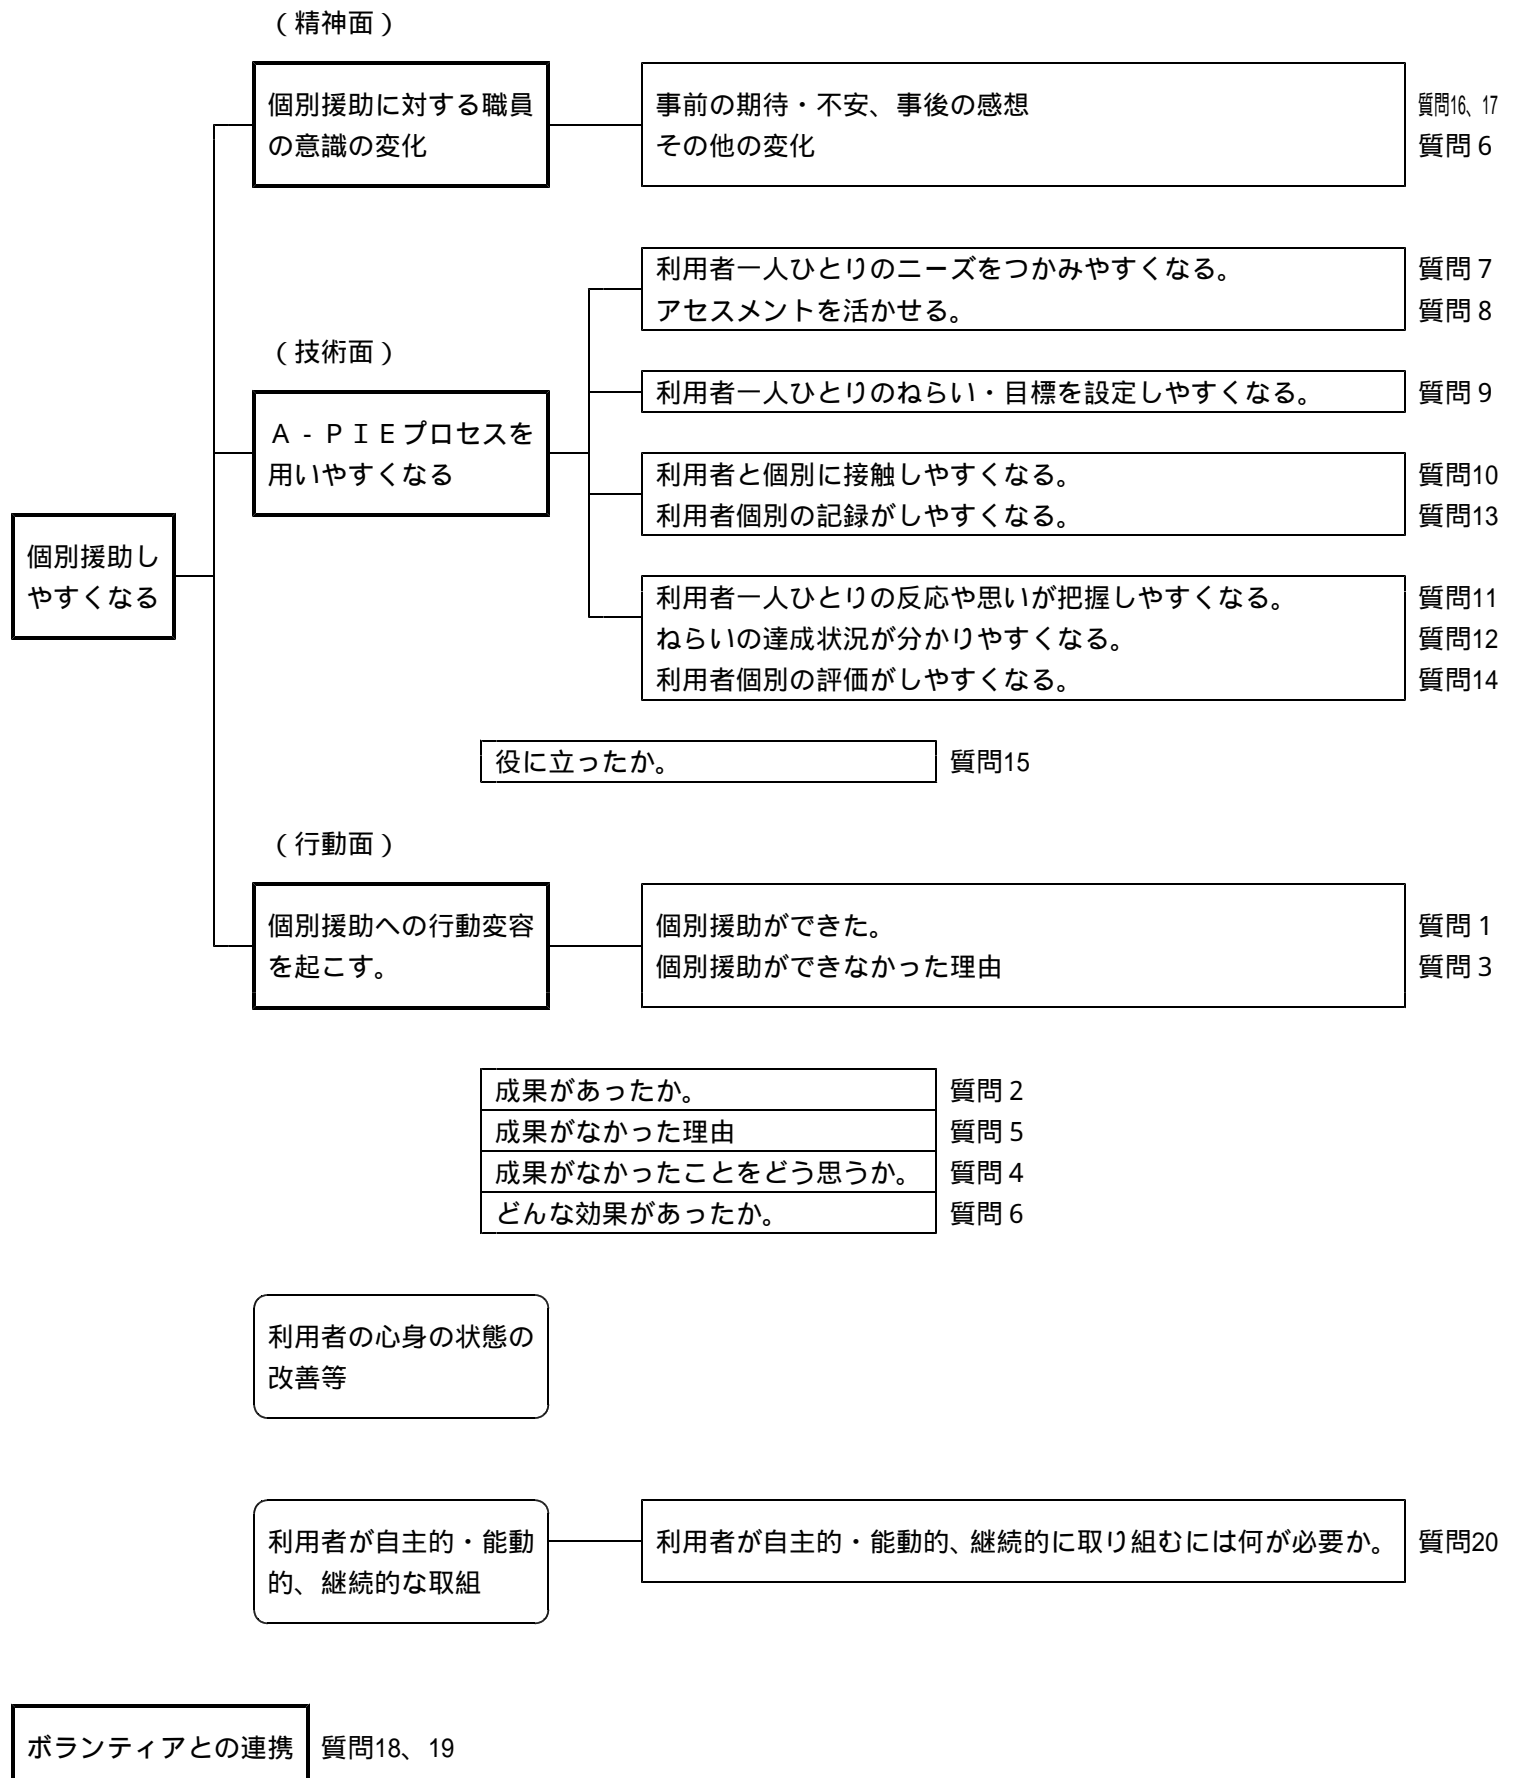 （精神面）
個別援助に対する職員
の意識の変化
事前の期待・不安、事後の感想
質問16、17
その他の変化
質問６
利用者一人ひとりのニーズをつかみやすくなる。
質問７
アセスメントを活かせる。
質問８
（技術面）
Ａ‐ＰＩＥプロセスを
用いやすくなる
利用者一人ひとりのねらい・目標を設定しやすくなる。
質問９
利用者と個別に接触しやすくなる。
質問10
利用者個別の記録がしやすくなる。
質問13
個別援助し
やすくなる
利用者一人ひとりの反応や思いが把握しやすくなる。
質問11
ねらいの達成状況が分かりやすくなる。
質問12
利用者個別の評価がしやすくなる。
質問14
役に立ったか。
質問15
（行動面）
個別援助への行動変容
を起こす。
個別援助ができた。
質問１
個別援助ができなかった理由
質問３
成果があったか。
質問２
成果がなかった理由
質問５
成果がなかったことをどう思うか。
質問４
どんな効果があったか。
質問６
利用者の心身の状態の
改善等
利用者が自主的・能動
的、継続的な取組
利用者が自主的・能動的、継続的に取り組むには何が必要か。
質問20
ボランティアとの連携
質問18、19